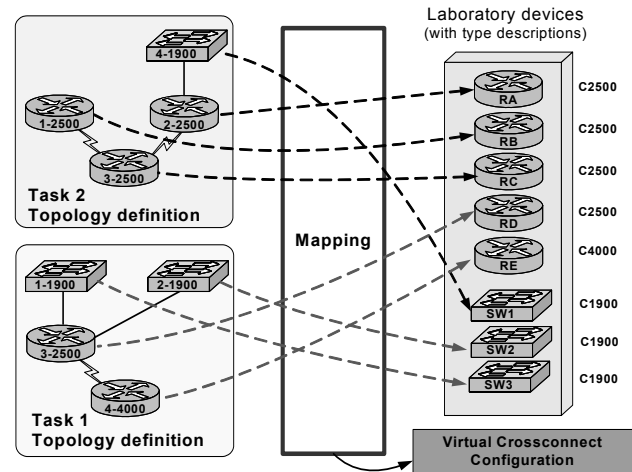 4-1900
1-2500
2-2500
3-2500
Task 2
Topology definition
1-1900
2-1900
3-2500
4-4000
Task 1
Topology definition
Mapping
Laboratory devices
(with type descriptions)
RA
C2500
RB
C2500
RC
C2500
RD
C2500
RE
C4000
SW1
C1900
SW2
C1900
SW3
C1900
Virtual Crossconnect
Configuration